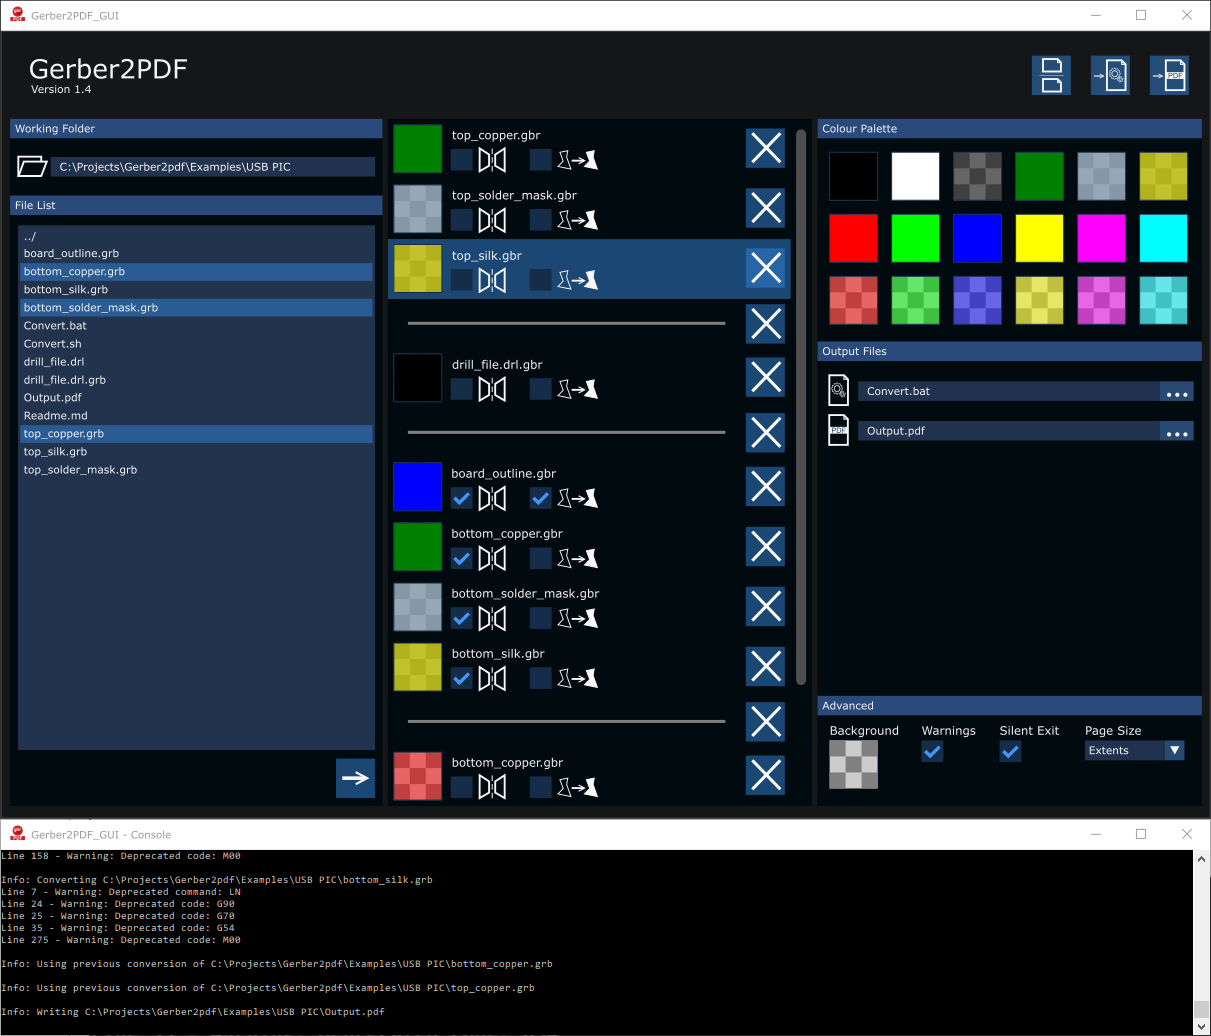 Gerber2PDF_GUI
Gerber2PDF
Version 1.4
PDF
Working Folder
C:\Projects\Gerber2pdf\Examples\USB PIC
File List
../
board_outline.grb
bottom_copper.grb
bottom_silk.grb
bottom_solder_mask.grb
Convert.bat
Convert.sh
drill_file.drl
drill_file.drl.grb
Output.pdf
Readme.md
top_copper.grb
top_silk.grb
top_solder_mask.grb
top_copper.gbr
top_solder_mask.gbr
top_silk.gbr
drill_file.drl.gbr
board_outline.gbr
bottom_copper.gbr
bottom_solder_mask.gbr
bottom_silk.gbr
bottom_copper.gbr
Colour Palette
Output Files
Convert.bat
...
PDF
Output.pdf
...
Advanced
Background Warnings Silent Exit Page Size
Extents
Gerber2PDF_GUI - Console
Line 158 - Warning: Deprecated code: M00
Info: Converting C:\Projects\Gerber2pdf\Examples\USB PIC\bottom_silk.grb
Line 7 - Warning: Deprecated command: LN
Line 24 - Warning: Deprecated code: G90
Line 25 - Warning: Deprecated code: G70
Line 35 - Warning: Deprecated code: G54
Line 275 - Warning: Deprecated code: M00
Info: Using previous conversion of C:\Projects\Gerber2pdf\Examples\USB PIC\bottom_copper.grb
Info: Using previous conversion of C:\Projects\Gerber2pdf\Examples\USB PIC\top_copper.grb
Info: Writing C:\Projects\Gerber2pdf\Examples\USB PIC\Output.pdf